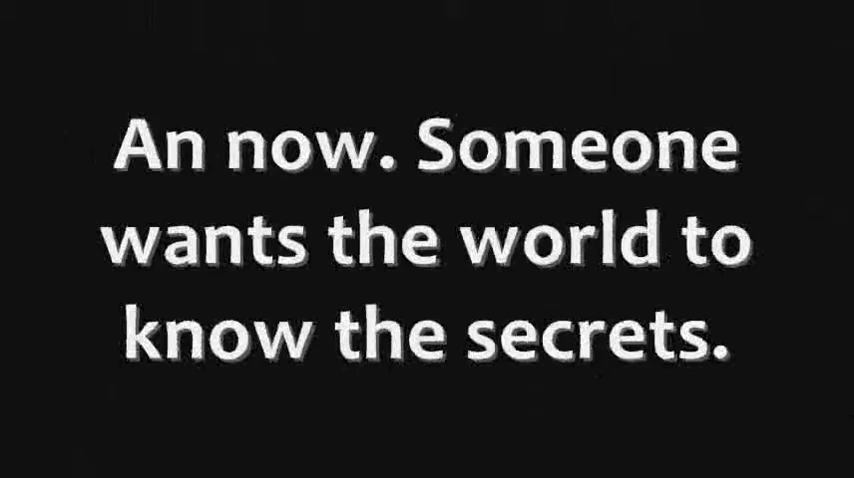 An now. Someone
wants the world to
know the secrets.